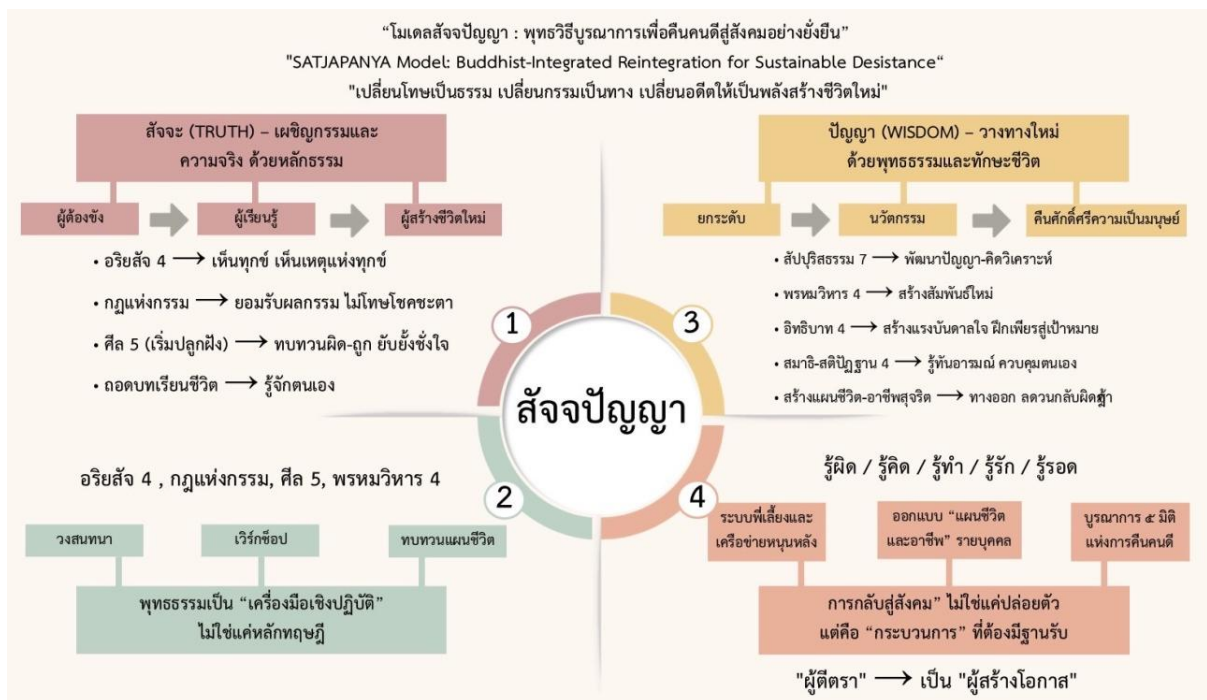 “โมเดลสัจจปัญญา : พุทธวิธีบูรณาการเพื่อคืนคนดีสู่สังคมอย่างยั่งยืน”
"SATJAPANYA Model: Buddhist-Integrated Reintegration for Sustainable Desistance“
"เปลี่ยนโทษเป็นธรรม เปลี่ยนกรรมเป็นทาง เปลี่ยนอดีตให้เป็นพลังสร้างชีวิตใหม่"
สัจจะ (TRUTH) – เผชิญกรรมและ
ความจริง ด้วยหลักธรรม
ผู้ต้องขัง
ผู้เรียนรู้
ผู้สร้างชีวิตใหม่
• อริยสัจ 4 → เห็นทุกข์ เห็นเหตุแห่งทุกข์
• กฎแห่งกรรม → ยอมรับผลกรรม ไม่โทษโชคชะตา
• ศีล 5 (เริ่มปลูกฝัง) → ทบทวนผิด-ถูก ยับยั้งชั่งใจ
• ถอดบทเรียนชีวิต → รู้จักตนเอง
1
สัจจปัญญา
2
อริยสัจ 4 , กฎแห่งกรรม, ศีล 5, พรหมวิหาร 4
วงสนทนา
เวิร์กช็อป
ทบทวนแผนชีวิต
พุทธธรรมเป็น “เครื่องมือเชิงปฏิบัติ”
ไม่ใช่แค่หลักทฤษฎี
ปัญญา (WISDOM) – วางทางใหม่
ด้วยพุทธธรรมและทักษะชีวิต
ยกระดับ
นวัตกรรม
คืนศักดิ์ศรีความเป็นมนุษย์
3
• สัปปุริสธรรม 7 → พัฒนาปัญญา-คิดวิเคราะห์
• พรหมวิหาร 4 → สร้างสัมพันธ์ใหม่
• อิทธิบาท 4 → สร้างแรงบันดาลใจ ฝึกเพียรสู่เป้าหมาย
• สมาธิ-สติปัฏฐาน 4 → รู้ทันอารมณ์ ควบคุมตนเอง
• สร้างแผนชีวิต-อาชีพสุจริต → ทางออก ลดวนกลับ
4
รู้ผิด / รู้คิด / รู้ทำ / รู้รัก / รู้รอด
ระบบพี่เลี้ยงและ
เครือข่ายหนุนหลัง
ออกแบบ “แผนชีวิต
และอาชีพ” รายบุคคล
บูรณาการ ๕ มิติ
แห่งการคืนคนดี
การกลับสู่สังคม” ไม่ใช่แค่ปล่อยตัว
แต่คือ “กระบวนการ” ที่ต้องมีฐานรับ
"ผู้ตีตรา" → เป็น "ผู้สร้างโอกาส"